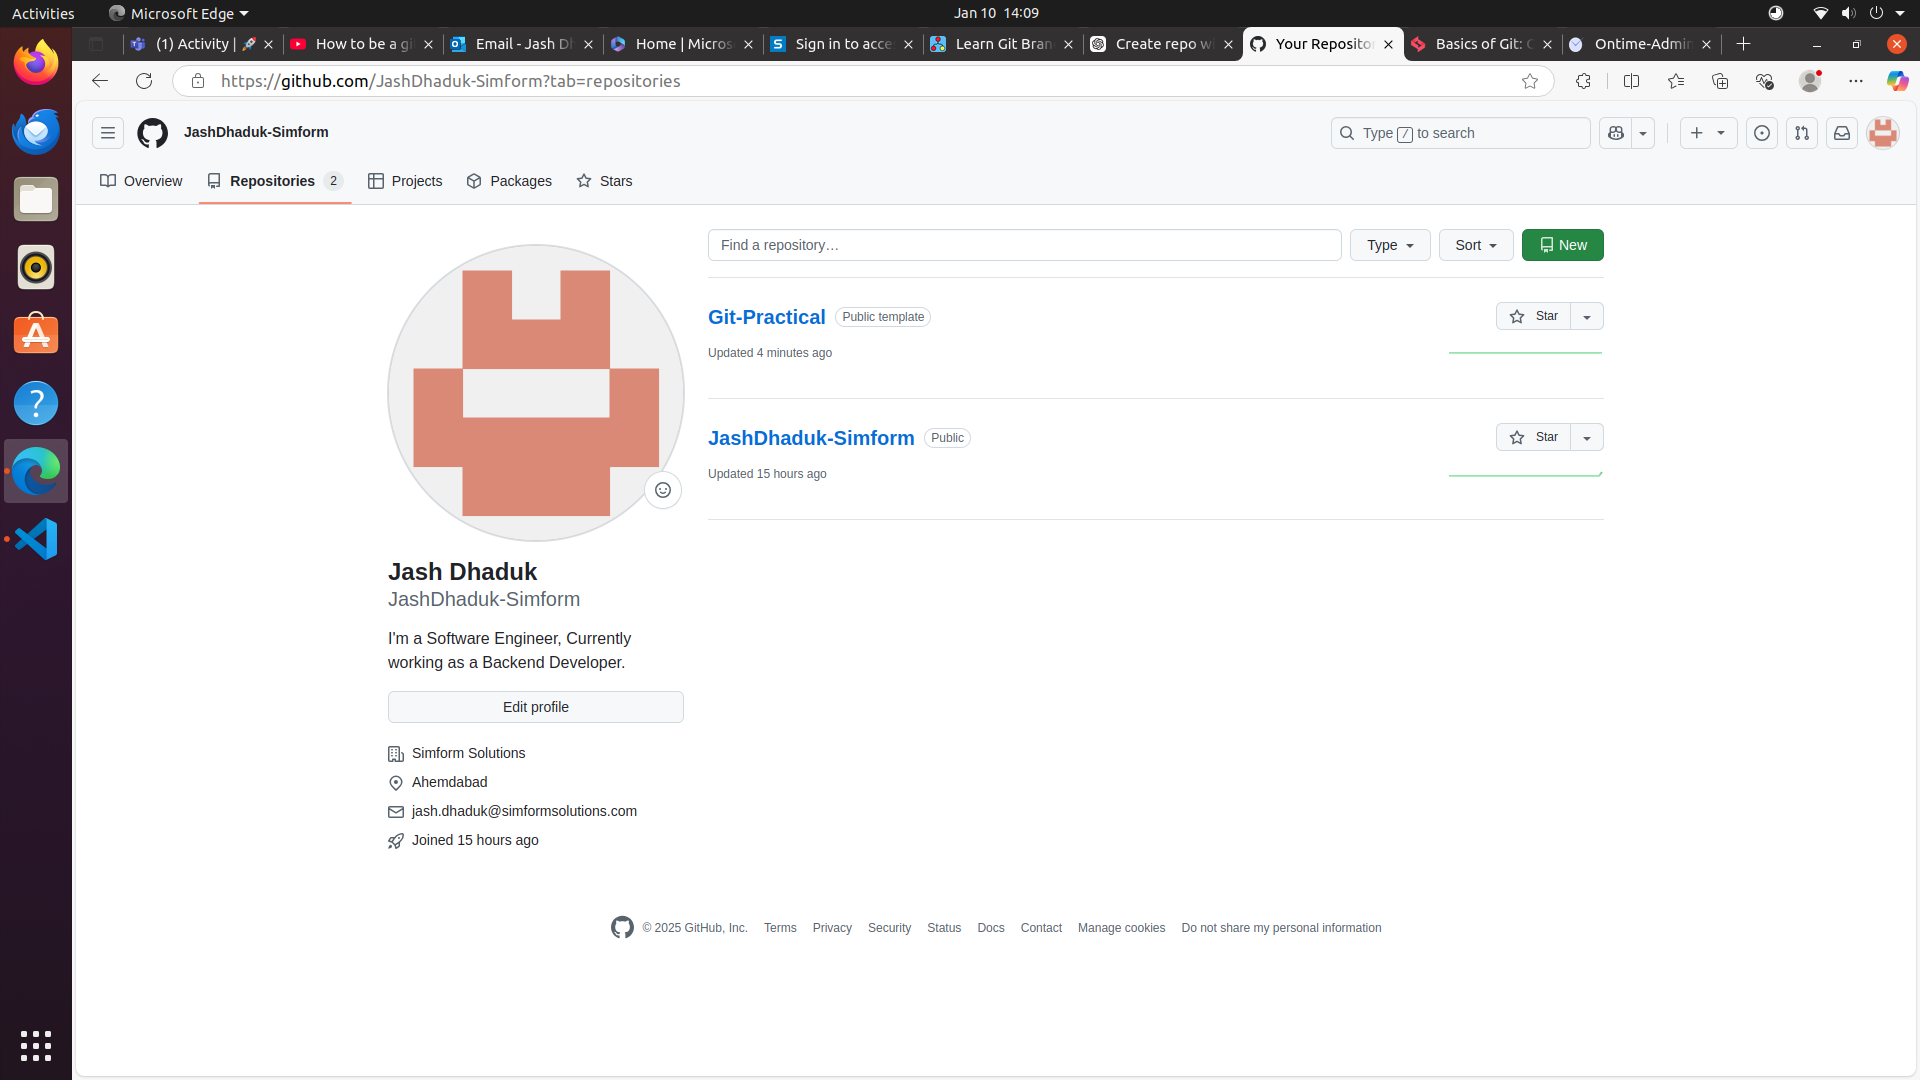 Activities
Microsoft Edge
Jan 10 14:09
(1) Activity | 🚀
How to be a gi
Email - Jash Dh
Home | Micros
Sign in to acce
Learn Git Bran
Create repo wi
Your Repositor
Basics of Git: C
Ontime-Admin
https://github.com/JashDhaduk-Simform?tab=repositories
JashDhaduk-Simform
Type / to search
Overview
Repositories 2
Projects
Packages
Stars
Find a repository…
Type
Sort
New
Git-Practical
Public template
Star
Updated 4 minutes ago
JashDhaduk-Simform
Public
Star
Updated 15 hours ago
Jash Dhaduk
JashDhaduk-Simform
I'm a Software Engineer, Currently
working as a Backend Developer.
Edit profile
Simform Solutions
Ahemdabad
jash.dhaduk@simformsolutions.com
Joined 15 hours ago
© 2025 GitHub, Inc.
Terms
Privacy
Security
Status
Docs
Contact
Manage cookies
Do not share my personal information